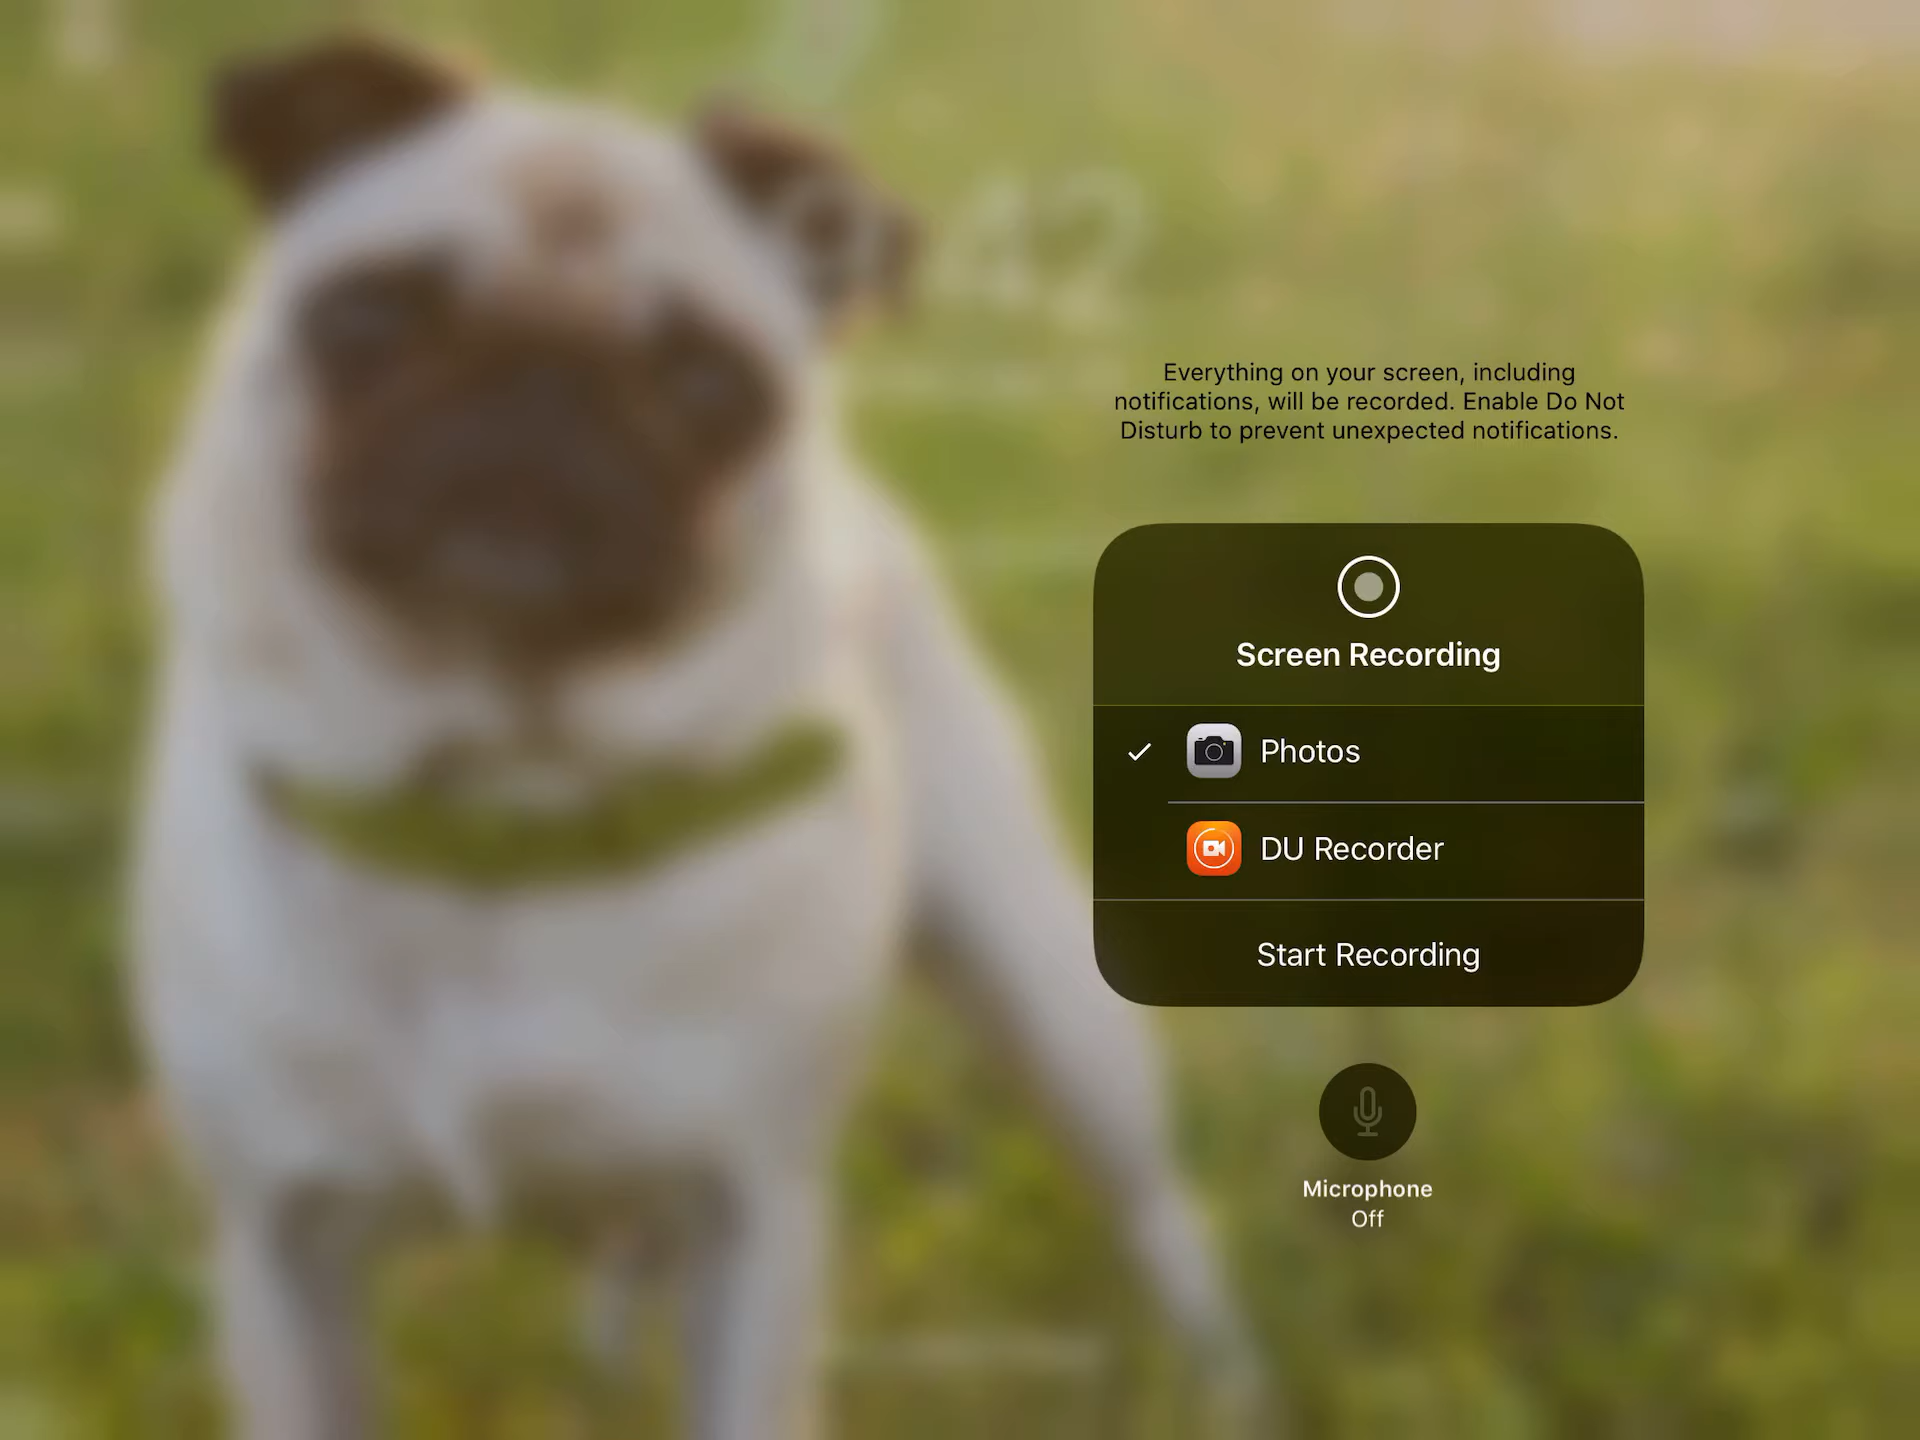 Everything on your screen, including
notifications, will be recorded. Enable Do Not
Disturb to prevent unexpected notifications.
Screen Recording
Photos
DU Recorder
Start Recording
Microphone
Off